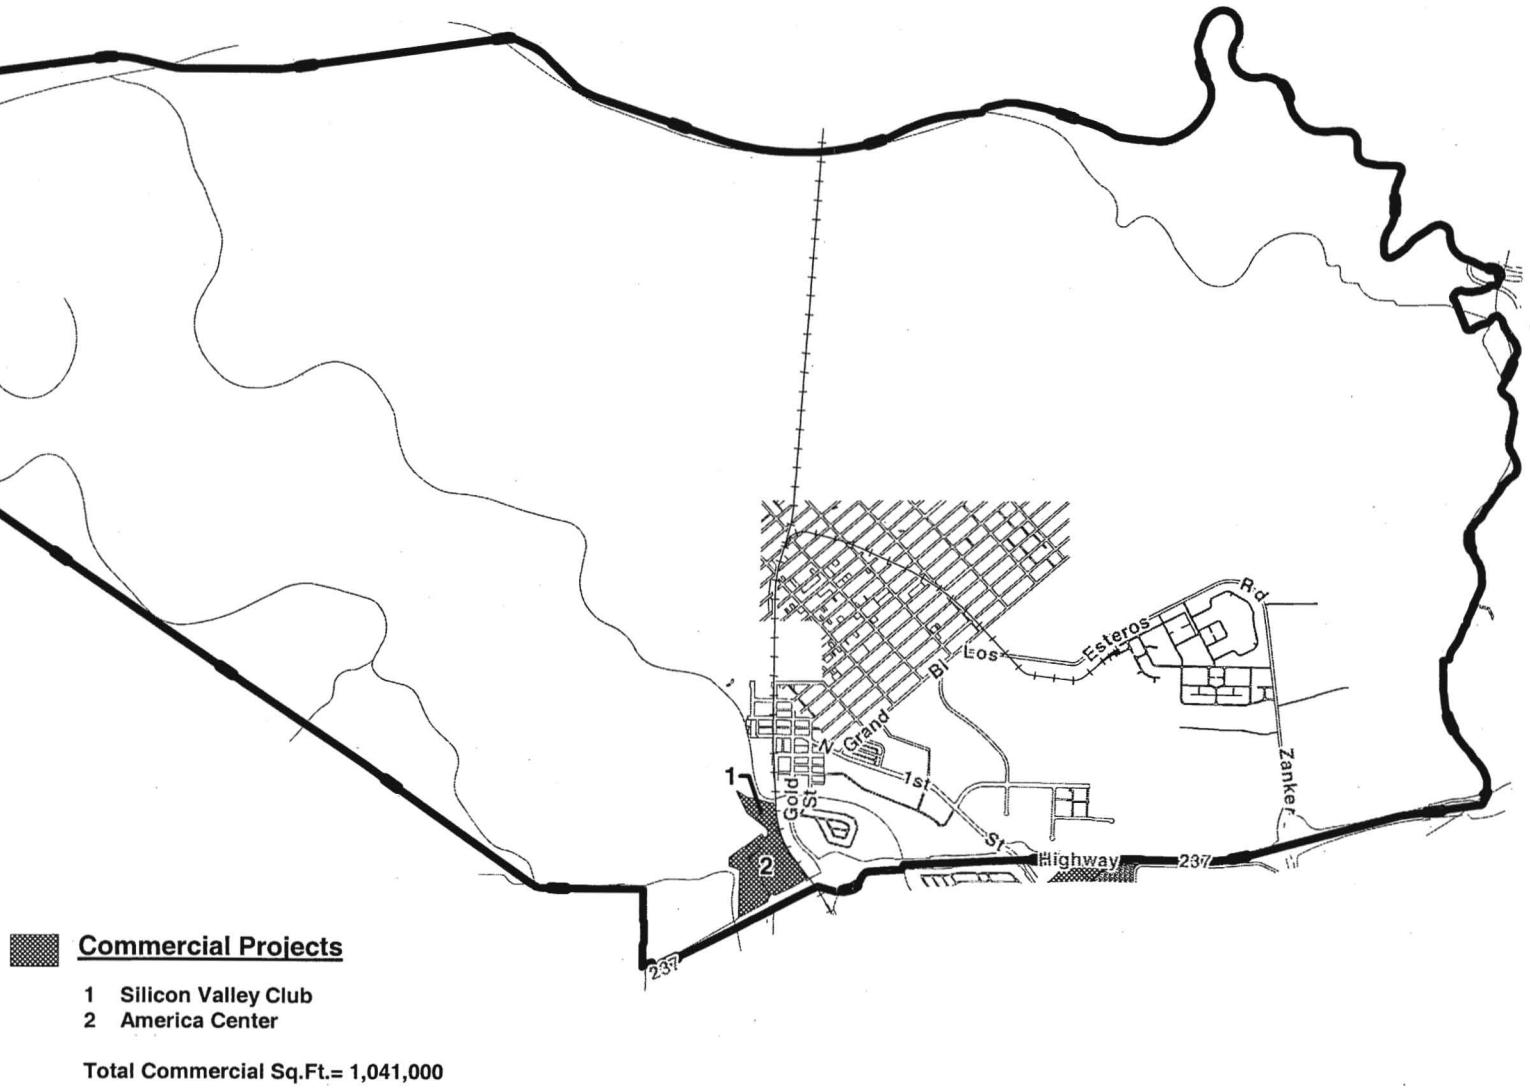 Rd
Esteros
Los
Bl
Grand
N
1st
St
Gold
St
Zanker
1
2
Highway
237
237
Commercial Projects
1 Silicon Valley Club
2 America Center
Total Commercial Sq.Ft.= 1,041,000